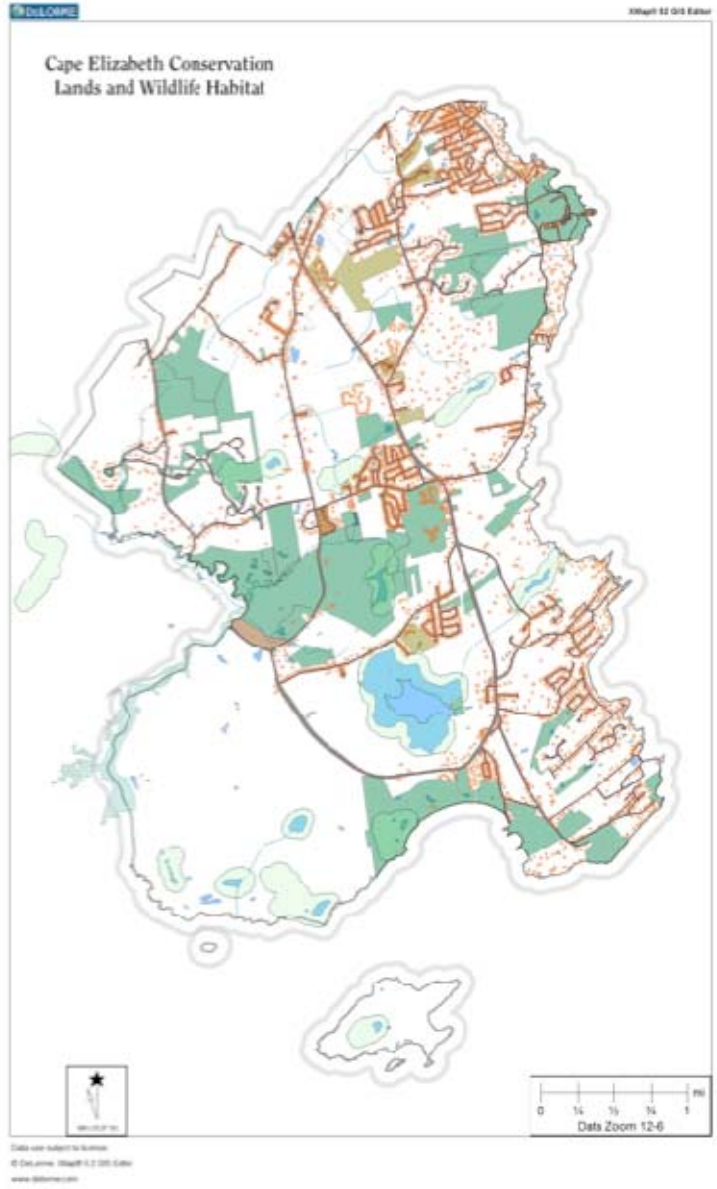 DeLORME
XMap® 5.2 GIS Editor
Cape Elizabeth Conservation
Lands and Wildlife Habitat
mi
0 ¼ ½ ¾ 1
Data Zoom 12-6
Data use subject to license.
© DeLorme. XMap® 5.2 GIS Editor
www.delorme.com